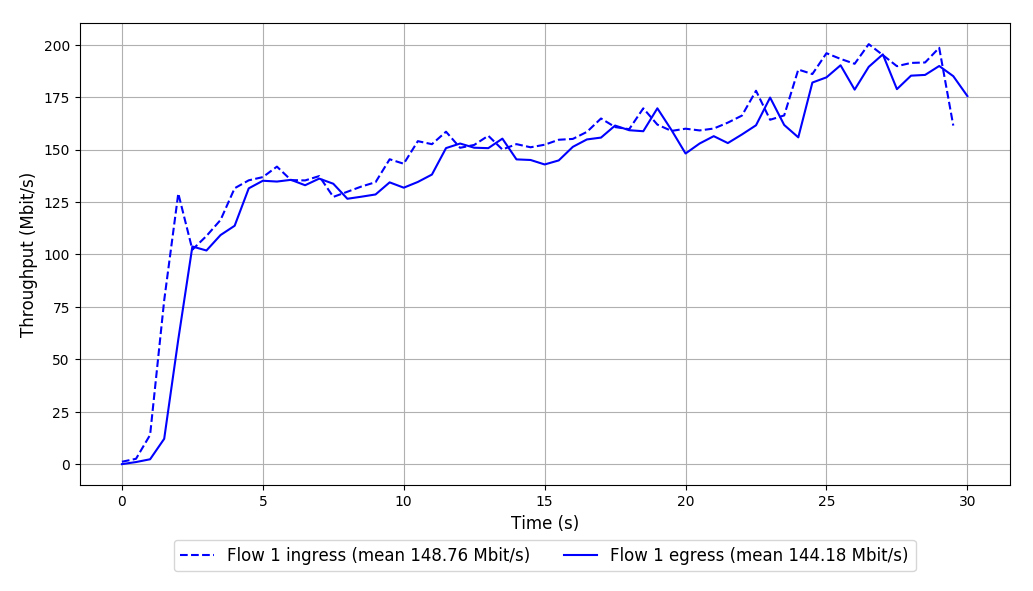 200
175
150
125
100
75
50
25
0
Throughput (Mbit/s)
0 5 10 15 20 25 30
Time (s)
Flow 1 ingress (mean 148.76 Mbit/s) Flow 1 egress (mean 144.18 Mbit/s)